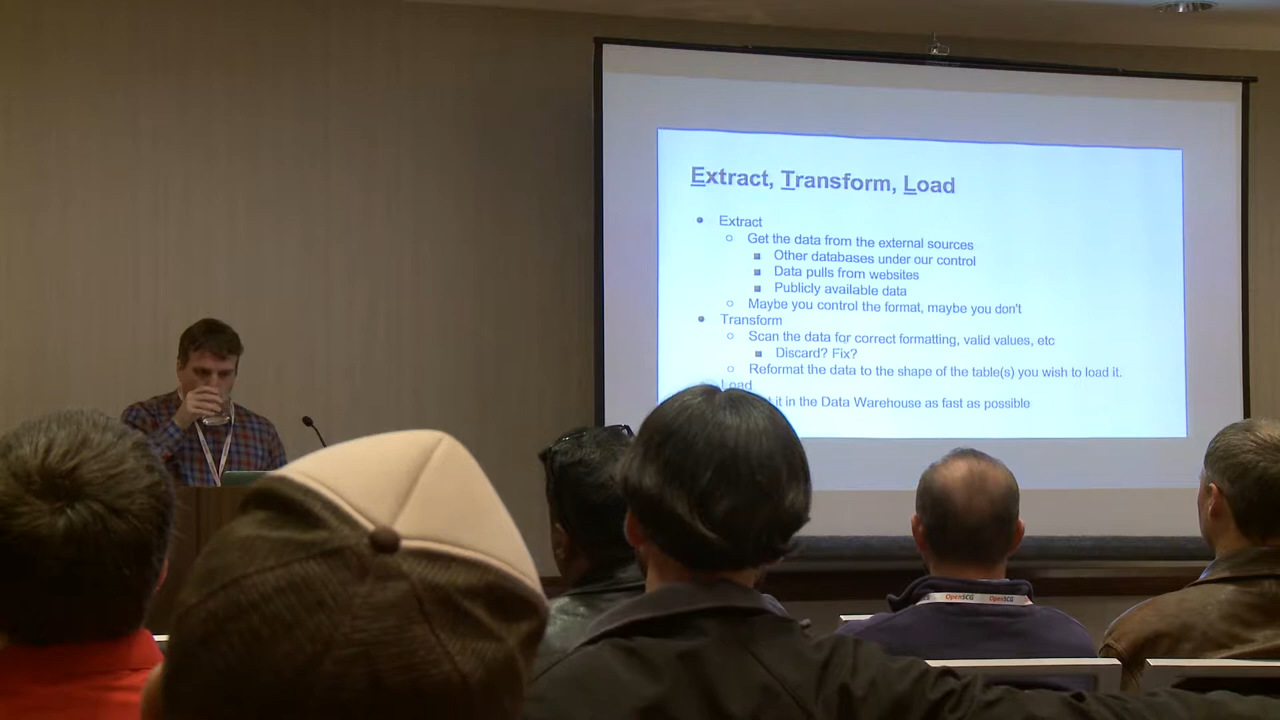 Extract, Transform, Load
• Extract
○ Get the data from the external sources
■ Other databases under our control
■ Data pulls from websites
■ Publicly available data
○ Maybe you control the format, maybe you don't
• Transform
○ Scan the data for correct formatting, valid values, etc
■ Discard? Fix?
○ Reformat the data to the shape of the table(s) you wish to load it.
Load
it in the Data Warehouse as fast as possible
OpenSCG OpenSCG